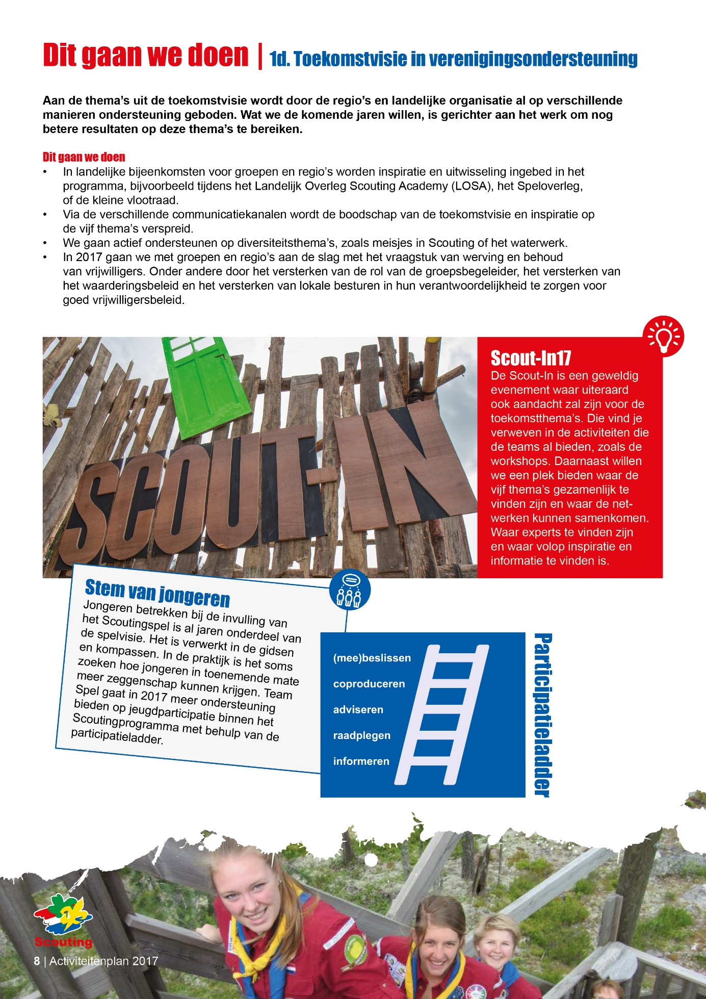 Dit gaan we doen | 1d. Toekomstvisie in verenigingsondersteuning
Aan de thema’s uit de toekomstvisie wordt door de regio’s en landelijke organisatie al op verschillende
manieren ondersteuning geboden. Wat we de komende jaren willen, is gerichter aan het werk om nog
betere resultaten op deze thema’s te bereiken.
Dit gaan we doen
• In landelijke bijeenkomsten voor groepen en regio’s worden inspiratie en uitwisseling ingebed in het
programma, bijvoorbeeld tijdens het Landelijk Overleg Scouting Academy (LOSA), het Speloverleg,
of de kleine vlootraad.
• Via de verschillende communicatiekanalen wordt de boodschap van de toekomstvisie en inspiratie op
de vijf thema’s verspreid.
• We gaan actief ondersteunen op diversiteitsthema’s, zoals meisjes in Scouting of het waterwerk.
• In 2017 gaan we met groepen en regio’s aan de slag met het vraagstuk van werving en behoud
van vrijwilligers. Onder andere door het versterken van de rol van de groepsbegeleider, het versterken van
het waarderingsbeleid en het versterken van lokale besturen in hun verantwoordelijkheid te zorgen voor
goed vrijwilligersbeleid.
SCOUT-IN
Scout-In17
De Scout-In is een geweldig
evenement waar uiteraard
ook aandacht zal zijn voor de
toekomstthema’s. Die vind je
verweven in de activiteiten die
de teams al bieden, zoals de
workshops. Daarnaast willen
we een plek bieden waar de
vijf thema’s gezamenlijk te
vinden zijn en waar de net-
werken kunnen samenkomen.
Waar experts te vinden zijn
en waar volop inspiratie en
informatie te vinden is.
Stem van jongeren
Jongeren betrekken bij de invulling van
het Scoutingspel is al jaren onderdeel van
de spelvisie. Het is verwerkt in de gidsen
en kompassen. In de praktijk is het soms
zoeken hoe jongeren in toenemende mate
meer zeggenschap kunnen krijgen. Team
Spel gaat in 2017 meer ondersteuning
bieden op jeugdparticipatie binnen het
Scoutingprogramma met behulp van de
participatieladder.
(mee)beslissen
coproduceren
adviseren
raadplegen
informeren
Participatieladder
Scouting
8 | Activiteitenplan 2017